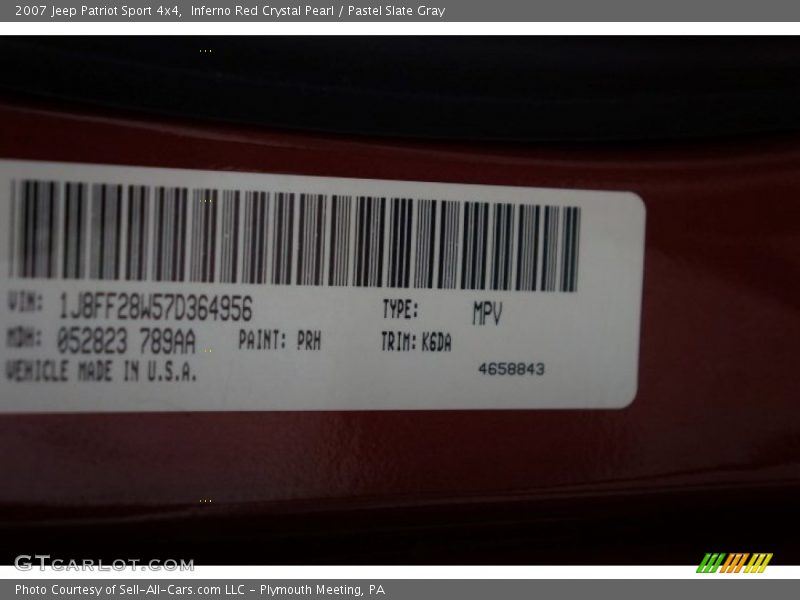 2007 Jeep Patriot Sport 4x4, Inferno Red Crystal Pearl / Pastel Slate Gray
VIN: 1J8FF28W57D364956 TYPE: MPV
MDH: 052823 789AA PAINT: PRH TRIM: K6DA
VEHICLE MADE IN U.S.A. 4658843
GTCARLOT.COM
Photo Courtesy of Sell-All-Cars.com LLC - Plymouth Meeting, PA